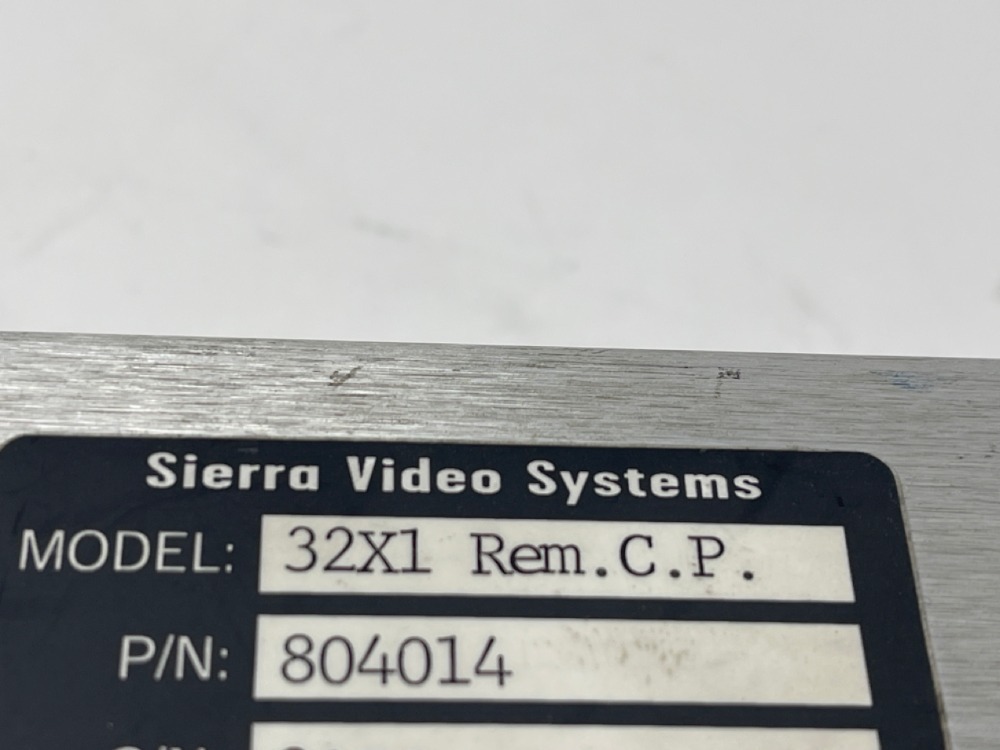 Sierra Video Systems
MODEL: 32X1 Rem.C.P.
P/N: 804014